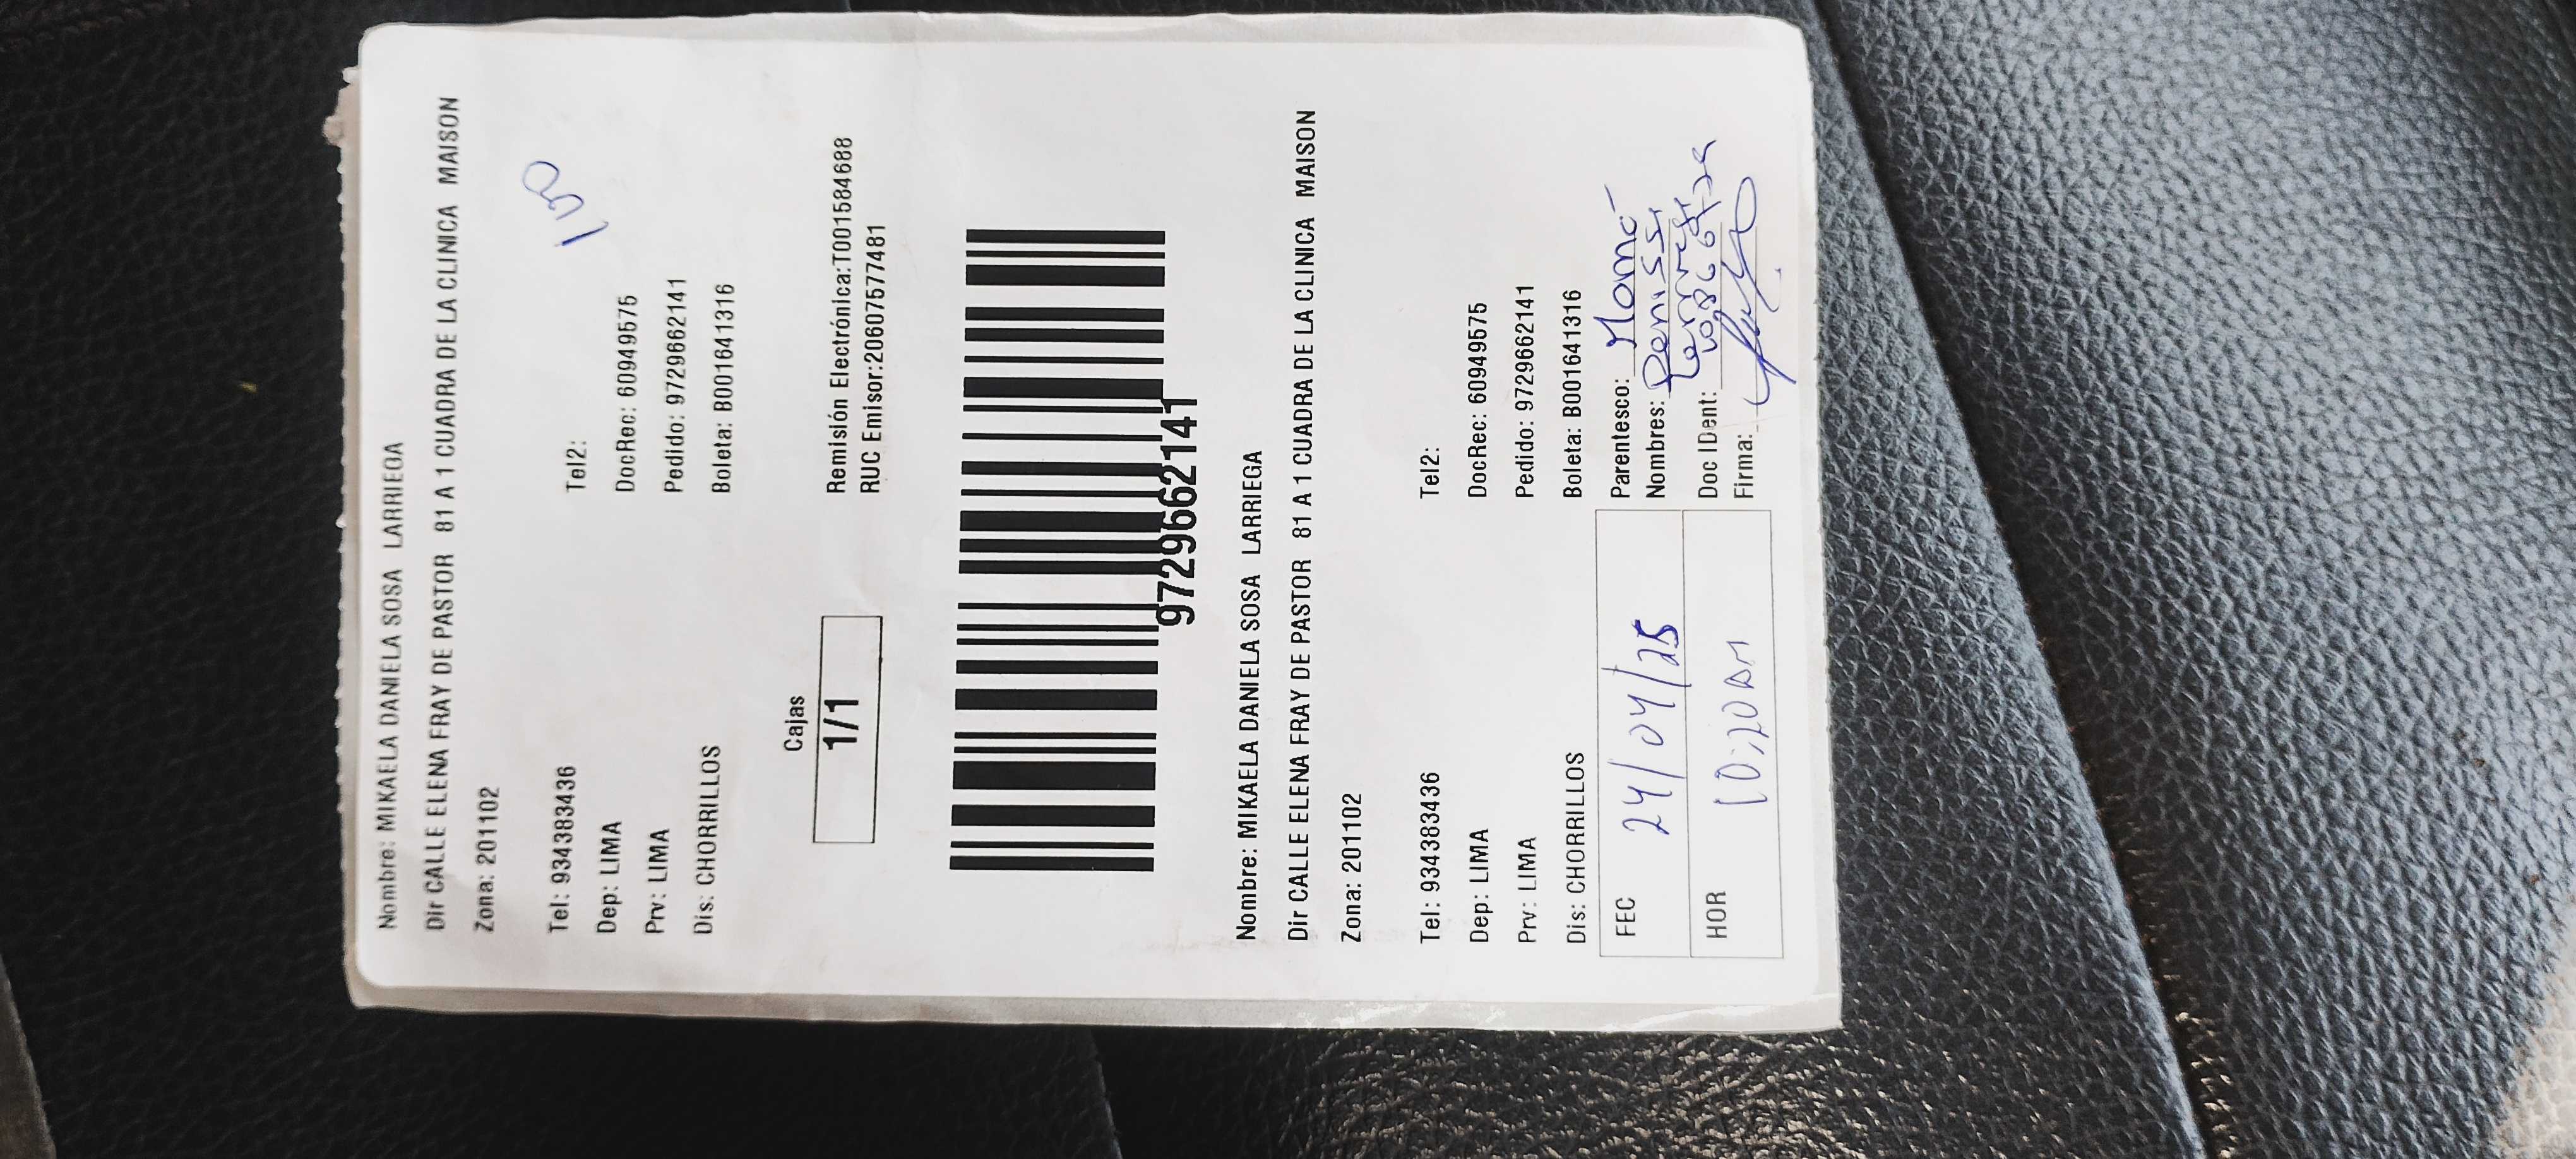 Nombre: MIKAELA DANIELA SOSA LARRIEGA
Dir CALLE ELENA FRAY DE PASTOR 81 A 1 CUADRA DE LA CLINICA MAISON
Zona: 201102
150
Tel: 934383436 Tel2:
Dep: LIMA DocRec: 60949575
Prv: LIMA Pedido: 9729662141
Dis: CHORRILLOS Boleta: B001641316
Cajas
1/1
Remisión Electrónica:T001584688
RUC Emisor:20607577481
9729662141
Nombre: MIKAELA DANIELA SOSA LARRIEGA
Dir CALLE ELENA FRAY DE PASTOR 81 A 1 CUADRA DE LA CLINICA MAISON
Zona: 201102
Tel: 934383436 Tel2:
Dep: LIMA DocRec: 60949575
Prv: LIMA Pedido: 9729662141
Dis: CHORRILLOS Boleta: B001641316
FEC 24/04/25
HOR 10:20AM
Parentesco: Mamá
Nombres: Denisse
Doc IDent:
Firma: